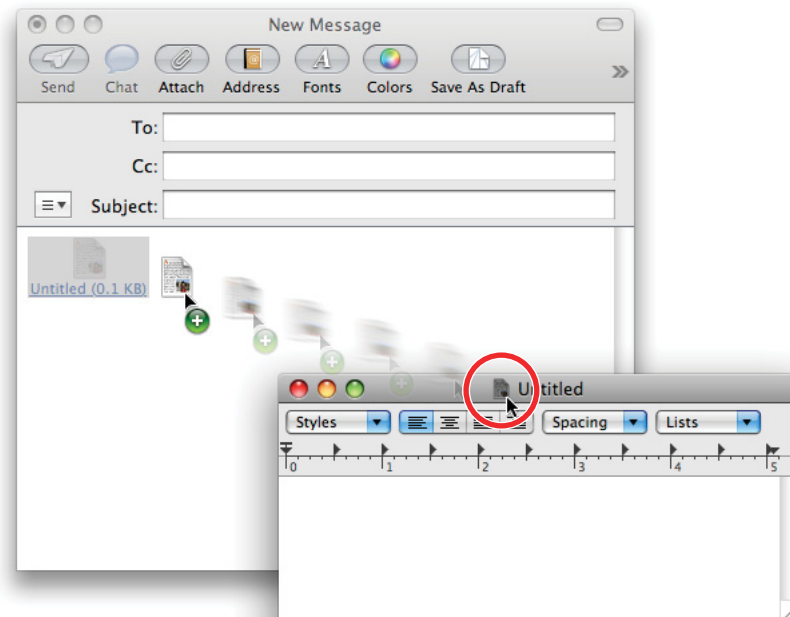 New Message
Send Chat Attach Address Fonts Colors Save As Draft
To:
Cc:
Subject:
Untitled (0.1 KB)
Untitled
Styles Spacing Lists
0 1 2 3 4 5